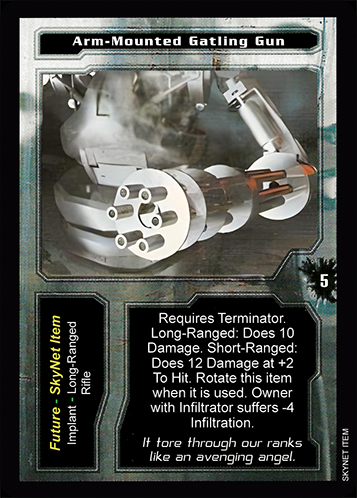 Arm-Mounted Gatling Gun
5
Future - SkyNet Item
Implant - Long-Ranged
Rifle
Requires Terminator.
Long-Ranged: Does 10
Damage. Short-Ranged:
Does 12 Damage at +2
To Hit. Rotate this item
when it is used. Owner
with Infiltrator suffers -4
Infiltration.
It tore through our ranks
like an avenging angel.
SKYNET ITEM